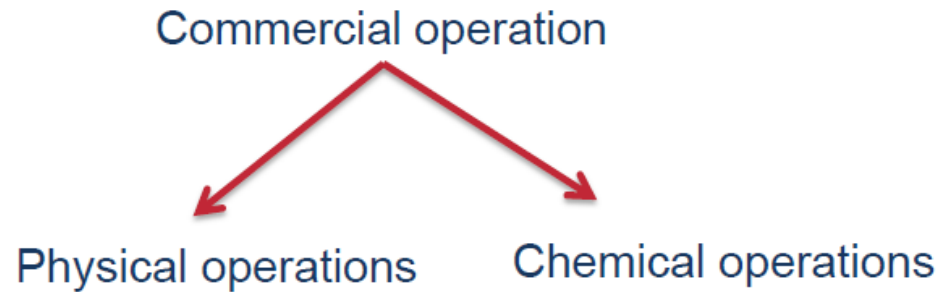 Commercial operation
Physical operations
Chemical operations